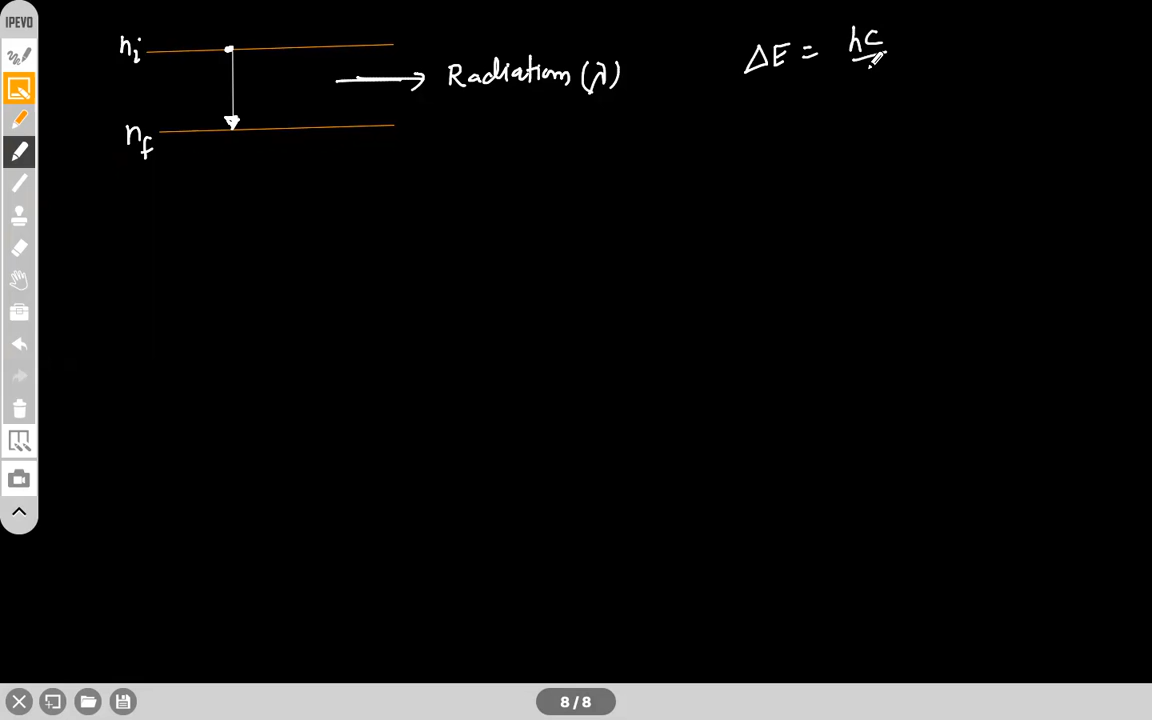 IPEVO
n_i
Radiation (λ)
n_f
ΔE = hc/
8 / 8